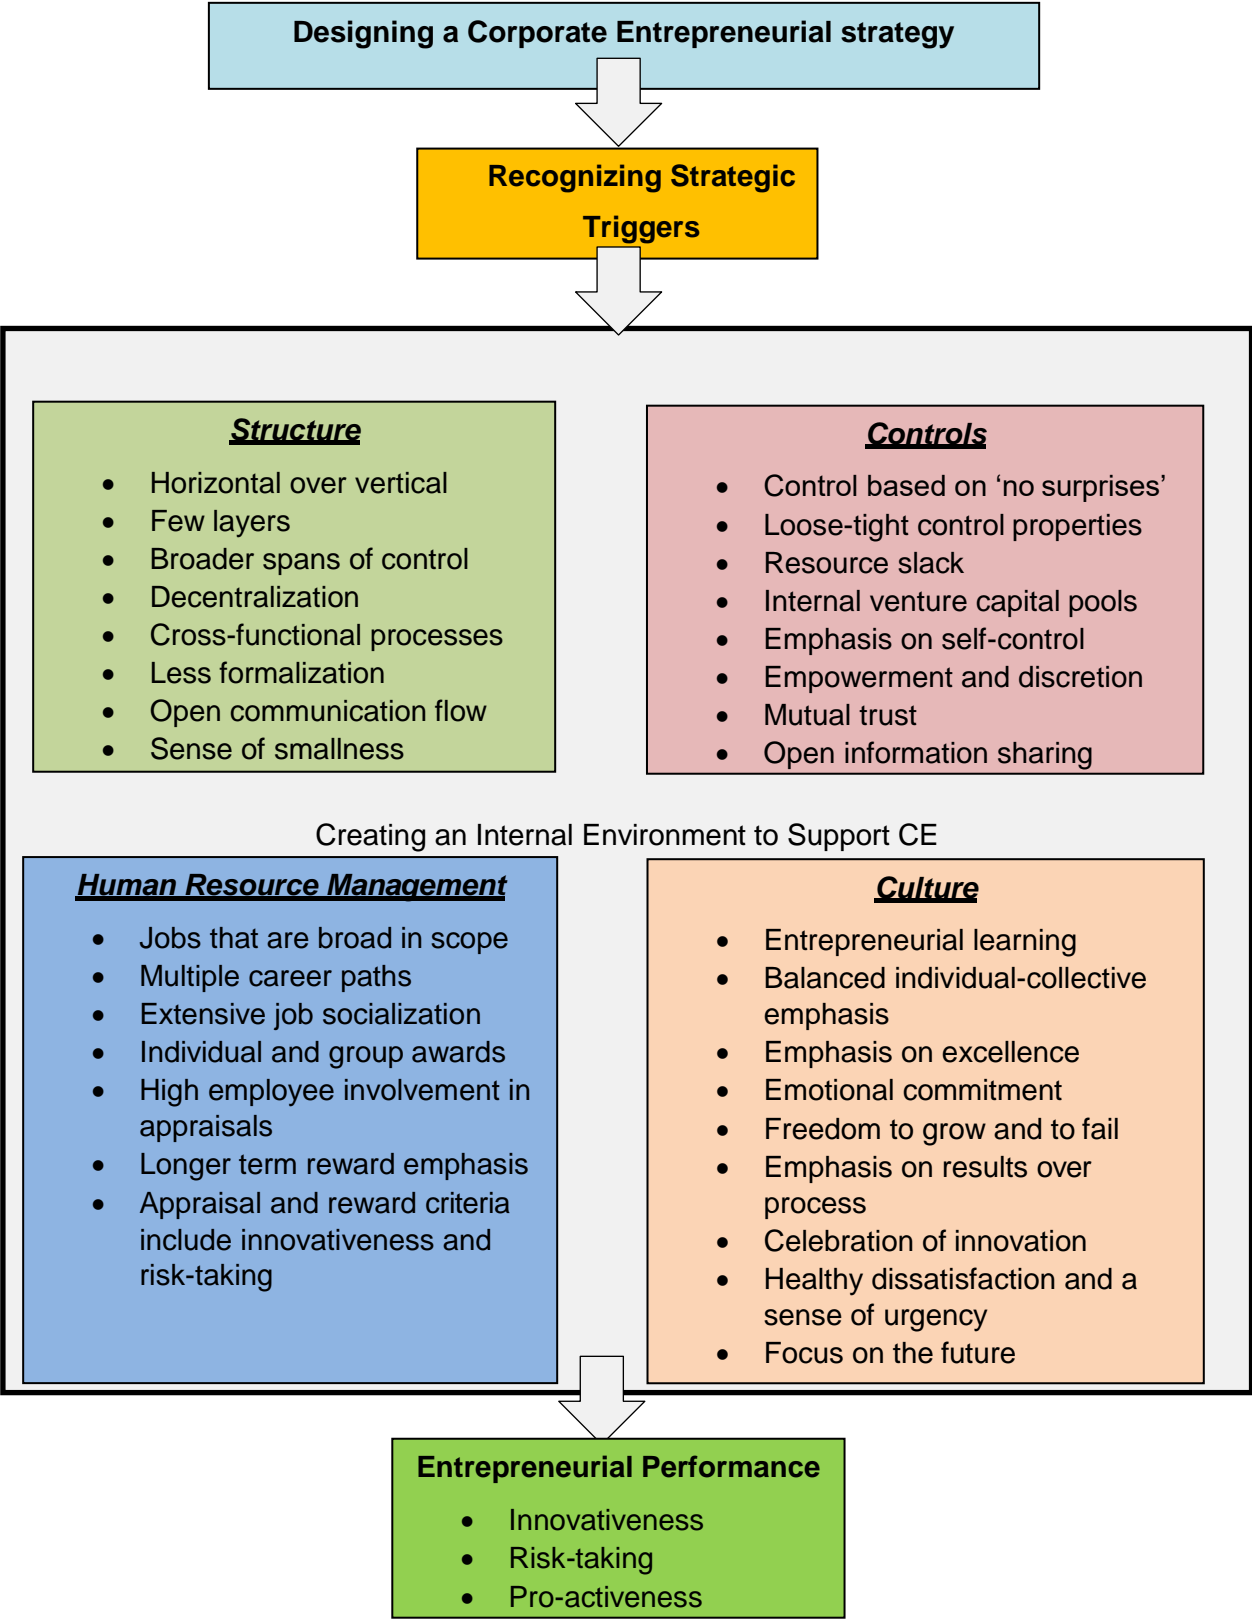 Designing a Corporate Entrepreneurial strategy
Recognizing Strategic
Triggers
Structure
• Horizontal over vertical
• Few layers
• Broader spans of control
• Decentralization
• Cross-functional processes
• Less formalization
• Open communication flow
• Sense of smallness
Controls
• Control based on ‘no surprises’
• Loose-tight control properties
• Resource slack
• Internal venture capital pools
• Emphasis on self-control
• Empowerment and discretion
• Mutual trust
• Open information sharing
Creating an Internal Environment to Support CE
Human Resource Management
• Jobs that are broad in scope
• Multiple career paths
• Extensive job socialization
• Individual and group awards
• High employee involvement in
appraisals
• Longer term reward emphasis
• Appraisal and reward criteria
include innovativeness and
risk-taking
Culture
• Entrepreneurial learning
• Balanced individual-collective
emphasis
• Emphasis on excellence
• Emotional commitment
• Freedom to grow and to fail
• Emphasis on results over
process
• Celebration of innovation
• Healthy dissatisfaction and a
sense of urgency
• Focus on the future
Entrepreneurial Performance
• Innovativeness
• Risk-taking
• Pro-activeness